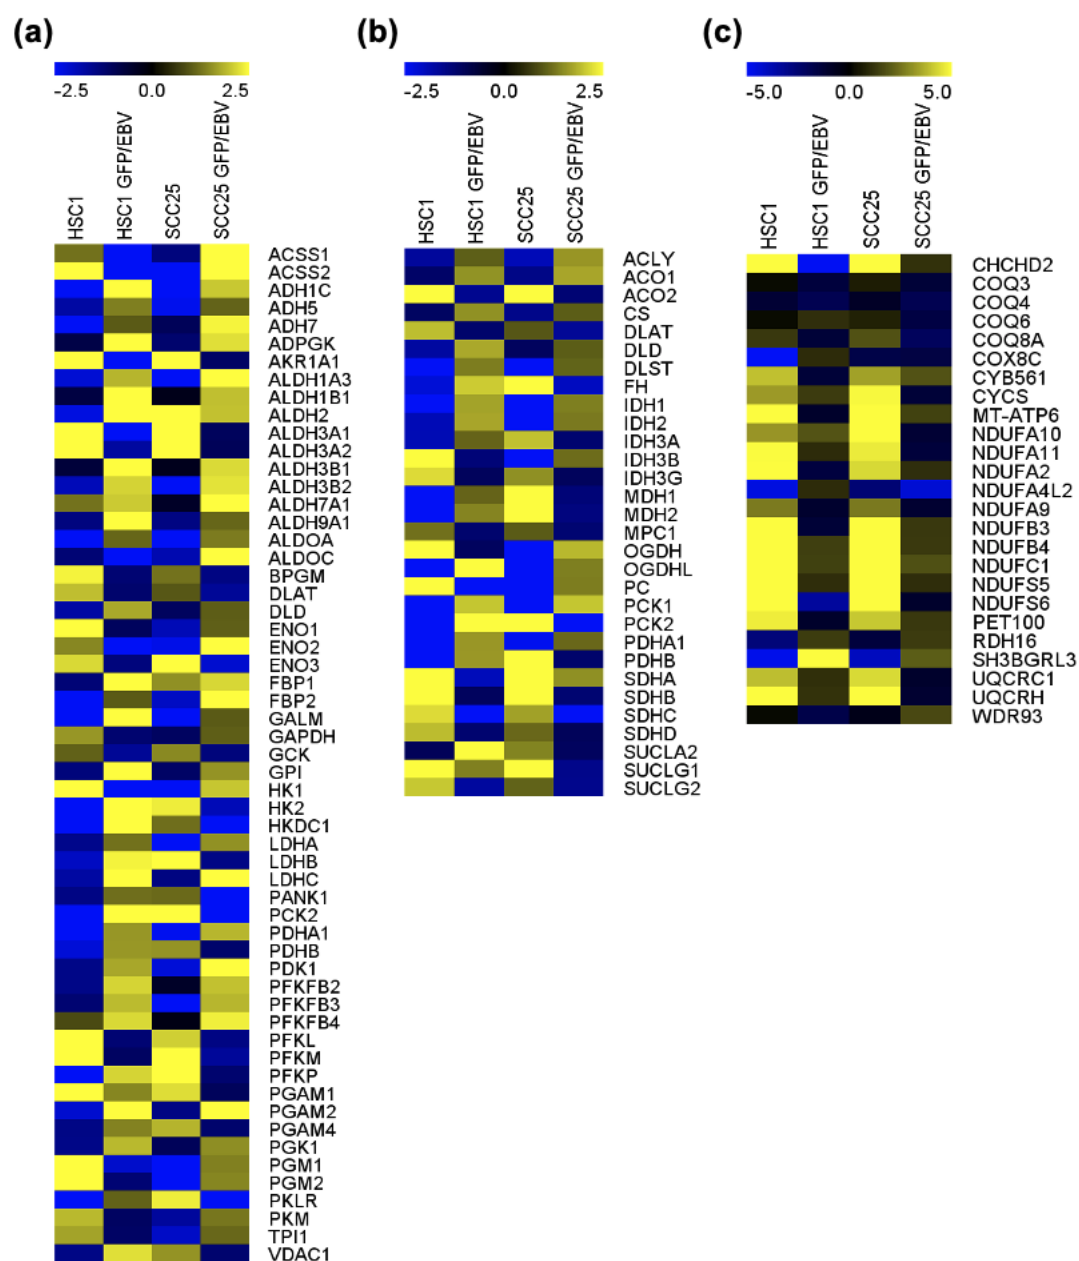 (a)
-2.5 0.0 2.5
HSC1
HSC1 GFP/EBV
SCC25
SCC25 GFP/EBV
ACSS1
ACSS2
ADH1C
ADH5
ADH7
ADPGK
AKR1A1
ALDH1A3
ALDH1B1
ALDH2
ALDH3A1
ALDH3A2
ALDH3B1
ALDH3B2
ALDH7A1
ALDH9A1
ALDOA
ALDOC
BPGM
DLAT
DLD
ENO1
ENO2
ENO3
FBP1
FBP2
GALM
GAPDH
GCK
GPI
HK1
HK2
HKDC1
LDHA
LDHB
LDHC
PANK1
PCK2
PDHA1
PDHB
PDK1
PFKFB2
PFKFB3
PFKFB4
PFKL
PFKM
PFKP
PGAM1
PGAM2
PGAM4
PGK1
PGM1
PGM2
PKLR
PKM
TPI1
VDAC1
(b)
-2.5 0.0 2.5
HSC1
HSC1 GFP/EBV
SCC25
SCC25 GFP/EBV
ACLY
ACO1
ACO2
CS
DLAT
DLD
DLST
FH
IDH1
IDH2
IDH3A
IDH3B
IDH3G
MDH1
MDH2
MPC1
OGDH
OGDHL
PC
PCK1
PCK2
PDHA1
PDHB
SDHA
SDHB
SDHC
SDHD
SUCLA2
SUCLG1
SUCLG2
(c)
-5.0 0.0 5.0
HSC1
HSC1 GFP/EBV
SCC25
SCC25 GFP/EBV
CHCHD2
COQ3
COQ4
COQ6
COQ8A
COX8C
CYB561
CYCS
MT-ATP6
NDUFA10
NDUFA11
NDUFA2
NDUFA4L2
NDUFA9
NDUFB3
NDUFB4
NDUFC1
NDUFS5
NDUFS6
PET100
RDH16
SH3BGRL3
UQCRC1
UQCRH
WDR93